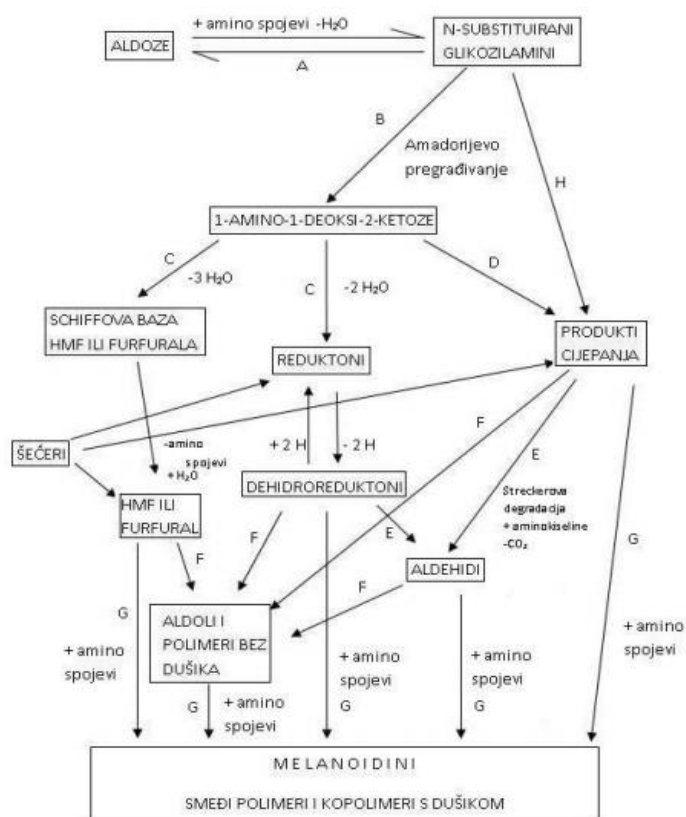 + amino spojevi -H₂O
ALDOZE
A
N-SUBSTITUIRANI
GLIKOZILAMINI
B
Amadorijevo
pregrađivanje
H
1-AMINO-1-DEOKSI-2-KETOZE
C
-3 H₂O
C
-2 H₂O
D
SCHIFFOVA BAZA
HMF ILI FURFURALA
REDUKTONI
PRODUKTI
CIJEPANJA
ŠEĆERI
-amino
spojevi
+ H₂O
+ 2 H
- 2 H
F
E
HMF ILI
FURFURAL
DEHIDROREDUKTONI
Streckerova
degradacija
+ aminokiseline
-CO₂
F
F
E
ALDEHIDI
G
F
G
ALDOLI I
POLIMERI BEZ
DUŠIKA
+ amino
spojevi
G
+ amino
spojevi
+ amino
spojevi
G
+ amino
spojevi
G
+ amino
spojevi
MELANOIDINI
SMEĐI POLIMERI I KOPOLIMERI S DUŠIKOM